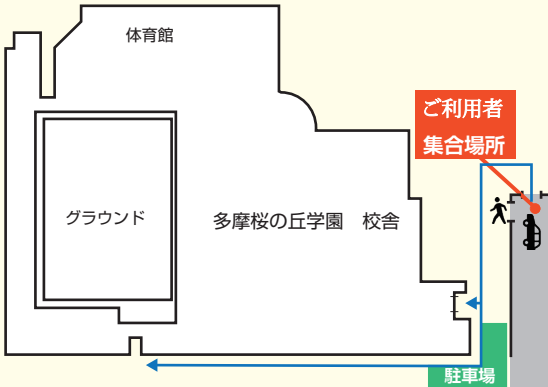 体育館
ご利用者
集合場所
グラウンド
多摩桜の丘学園 校舎
駐車場